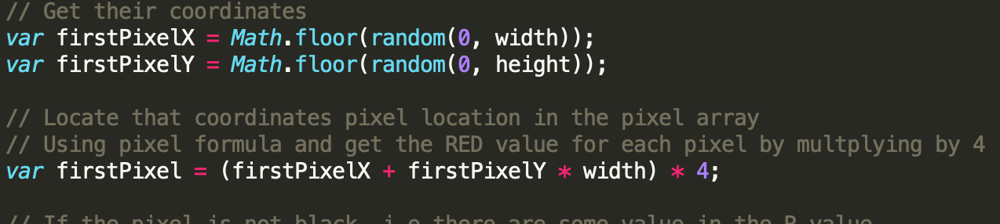 // Get their coordinates
var firstPixelX = Math.floor(random(0, width));
var firstPixelY = Math.floor(random(0, height));
// Locate that coordinates pixel location in the pixel array
// Using pixel formula and get the RED value for each pixel by multplying by 4
var firstPixel = (firstPixelX + firstPixelY * width) * 4;
// If the pixel is not black, i.e there are some value in the R value